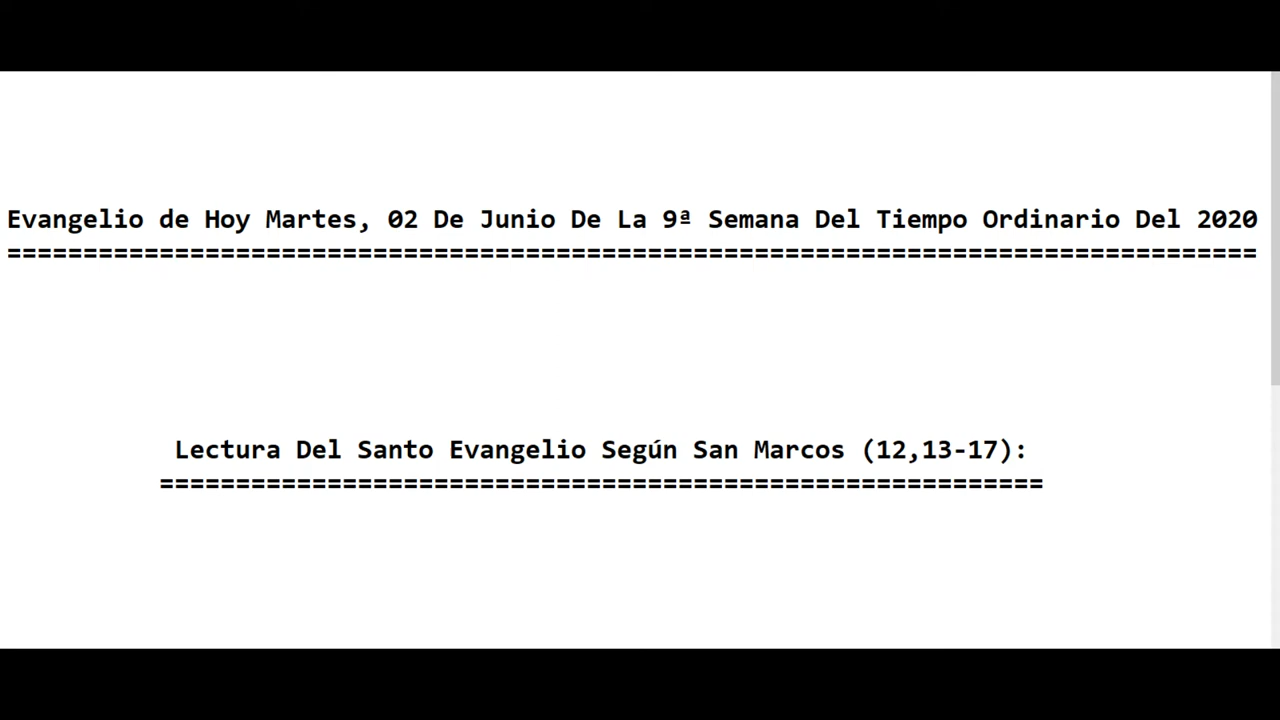 Evangelio de Hoy Martes, 02 De Junio De La 9ª Semana Del Tiempo Ordinario Del 2020
==================================================================================
Lectura Del Santo Evangelio Según San Marcos (12,13-17):
==========================================================